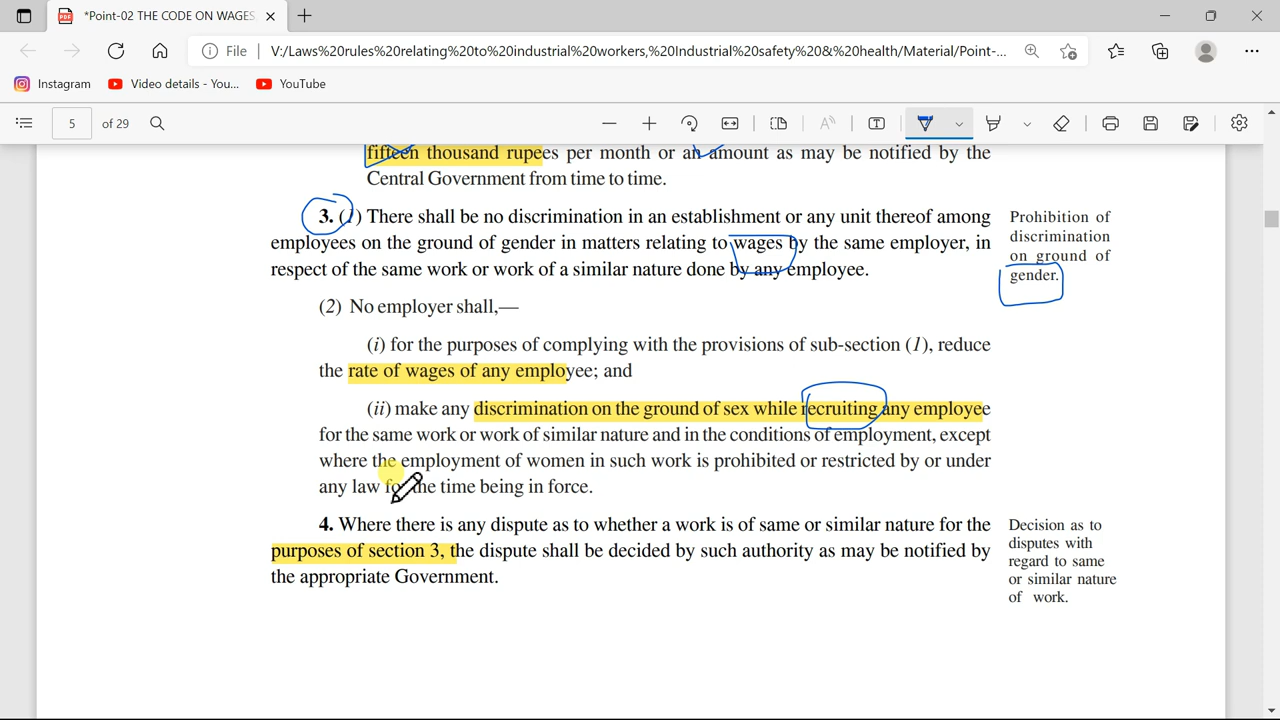 *Point-02 THE CODE ON WAGES.
File V:/Laws%20rules%20relating%20to%20industrial%20workers,%20Industrial%20safety%20&%20health/Material/Point-...
Instagram Video details - You... YouTube
5 of 29
fifteen thousand rupees per month or an amount as may be notified by the
Central Government from time to time.
3. (1) There shall be no discrimination in an establishment or any unit thereof among
employees on the ground of gender in matters relating to wages by the same employer, in
respect of the same work or work of a similar nature done by any employee.
Prohibition of
discrimination
on ground of
gender.
(2) No employer shall,—
(i) for the purposes of complying with the provisions of sub-section (1), reduce
the rate of wages of any employee; and
(ii) make any discrimination on the ground of sex while recruiting any employee
for the same work or work of similar nature and in the conditions of employment, except
where the employment of women in such work is prohibited or restricted by or under
any law for the time being in force.
4. Where there is any dispute as to whether a work is of same or similar nature for the
purposes of section 3, the dispute shall be decided by such authority as may be notified by
the appropriate Government.
Decision as to
disputes with
regard to same
or similar nature
of work.